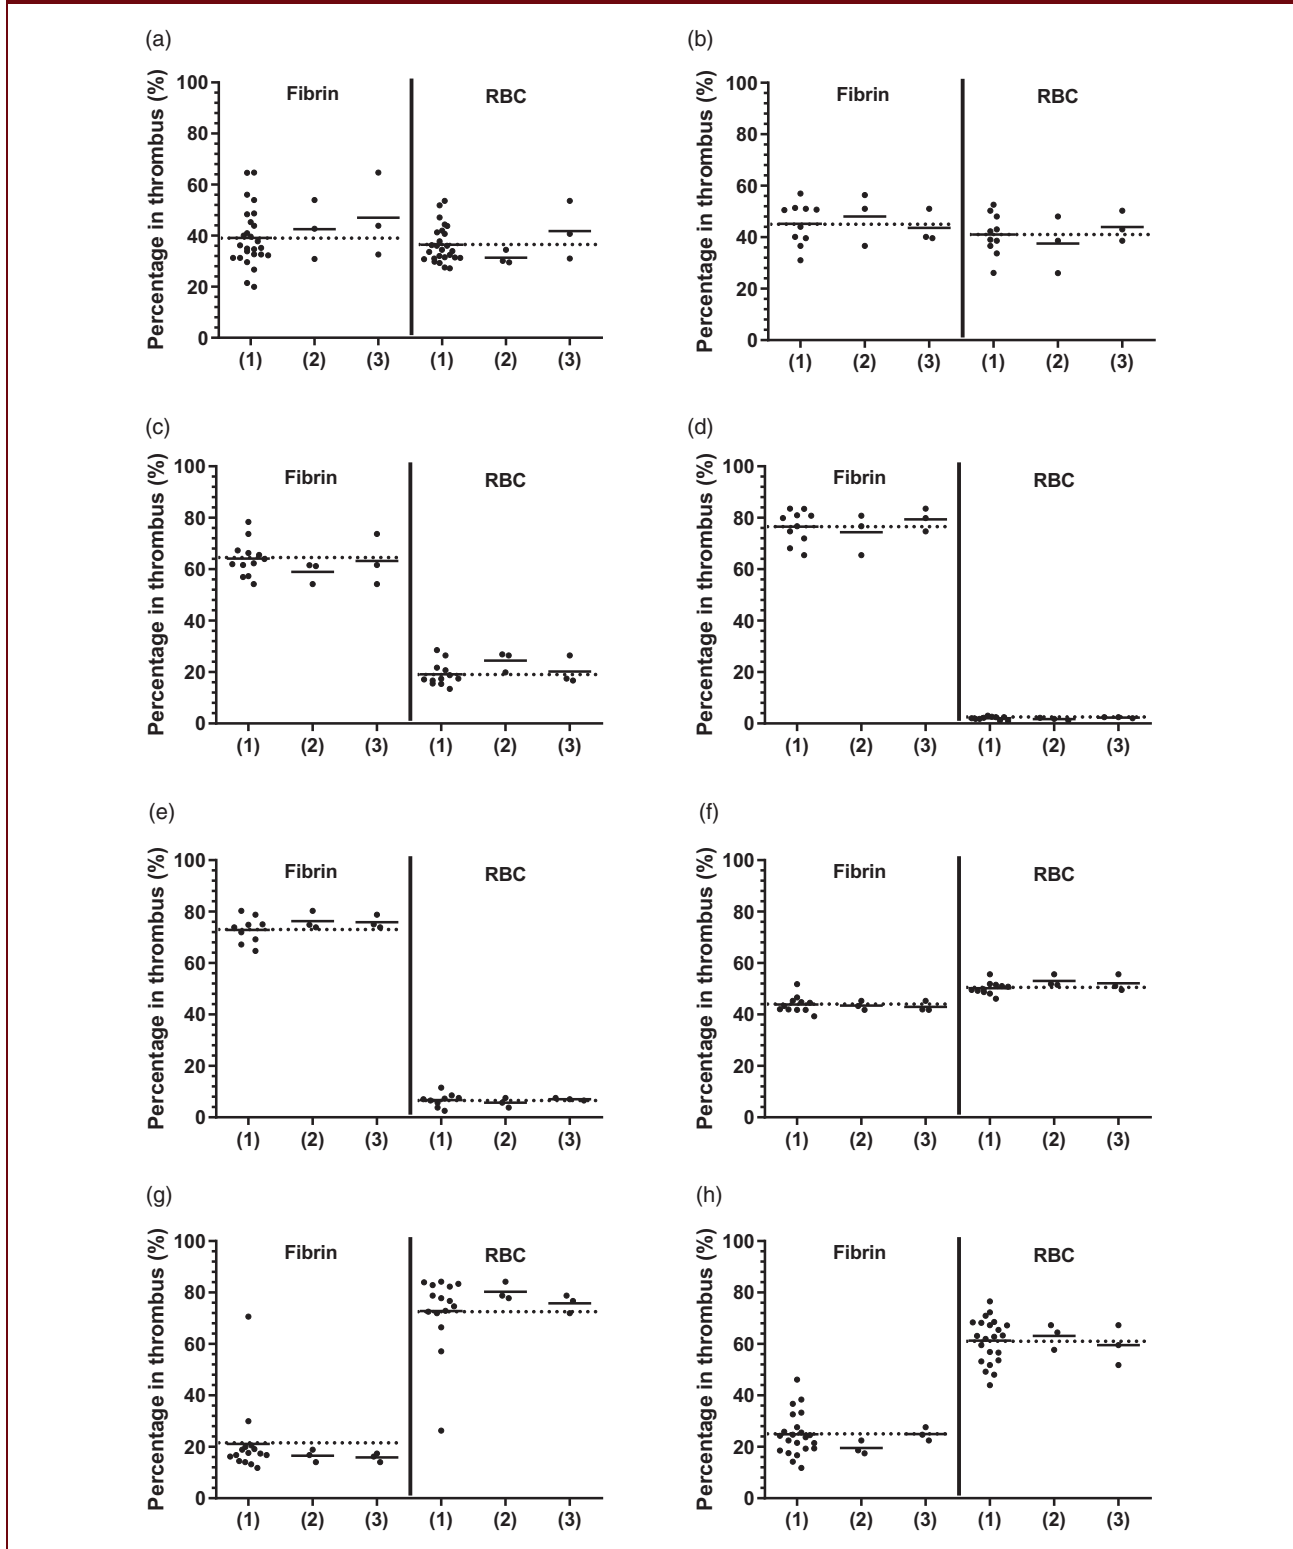 (a)
Percentage in thrombus (%)
100
80
60
40
20
0
Fibrin
RBC
(1) (2) (3) (1) (2) (3)
(b)
Percentage in thrombus (%)
100
80
60
40
20
0
Fibrin
RBC
(1) (2) (3) (1) (2) (3)
(c)
Percentage in thrombus (%)
100
80
60
40
20
0
Fibrin
RBC
(1) (2) (3) (1) (2) (3)
(d)
Percentage in thrombus (%)
100
80
60
40
20
0
Fibrin
RBC
(1) (2) (3) (1) (2) (3)
(e)
Percentage in thrombus (%)
100
80
60
40
20
0
Fibrin
RBC
(1) (2) (3) (1) (2) (3)
(f)
Percentage in thrombus (%)
100
80
60
40
20
0
Fibrin
RBC
(1) (2) (3) (1) (2) (3)
(g)
Percentage in thrombus (%)
100
80
60
40
20
0
Fibrin
RBC
(1) (2) (3) (1) (2) (3)
(h)
Percentage in thrombus (%)
100
80
60
40
20
0
Fibrin
RBC
(1) (2) (3) (1) (2) (3)